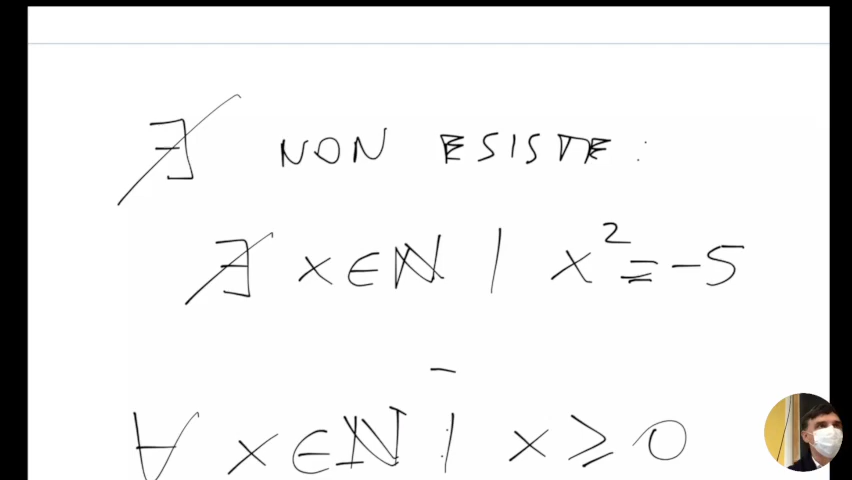 ∄ NON ESISTE:
∄ x ∈ ℕ | x² = -5
∀ x ∈ ℕ | x ≥ 0